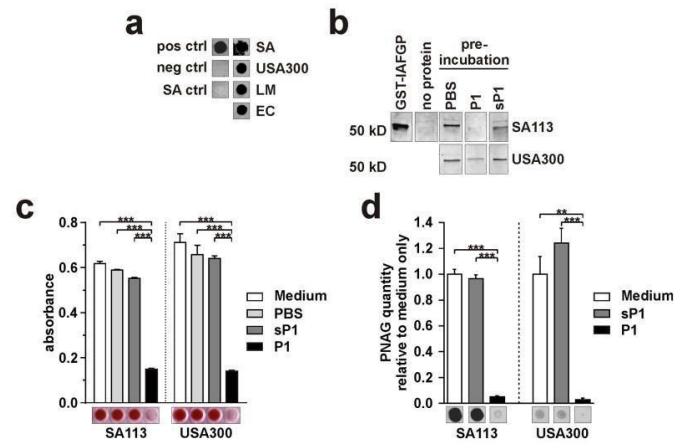 a
pos ctrl SA
neg ctrl USA300
SA ctrl LM
EC
b
GST-IAFGP
no protein
pre-
incubation
PBS
P1
sP1
50 kD SA113
50 kD USA300
c
absorbance
0.8
0.6
0.4
0.2
0.0
*** *** ***
*** *** ***
Medium
PBS
sP1
P1
SA113 USA300
d
PNAG quantity
relative to medium only
1.4
1.2
1.0
0.8
0.6
0.4
0.2
0.0
*** ***
** ***
Medium
sP1
P1
SA113 USA300